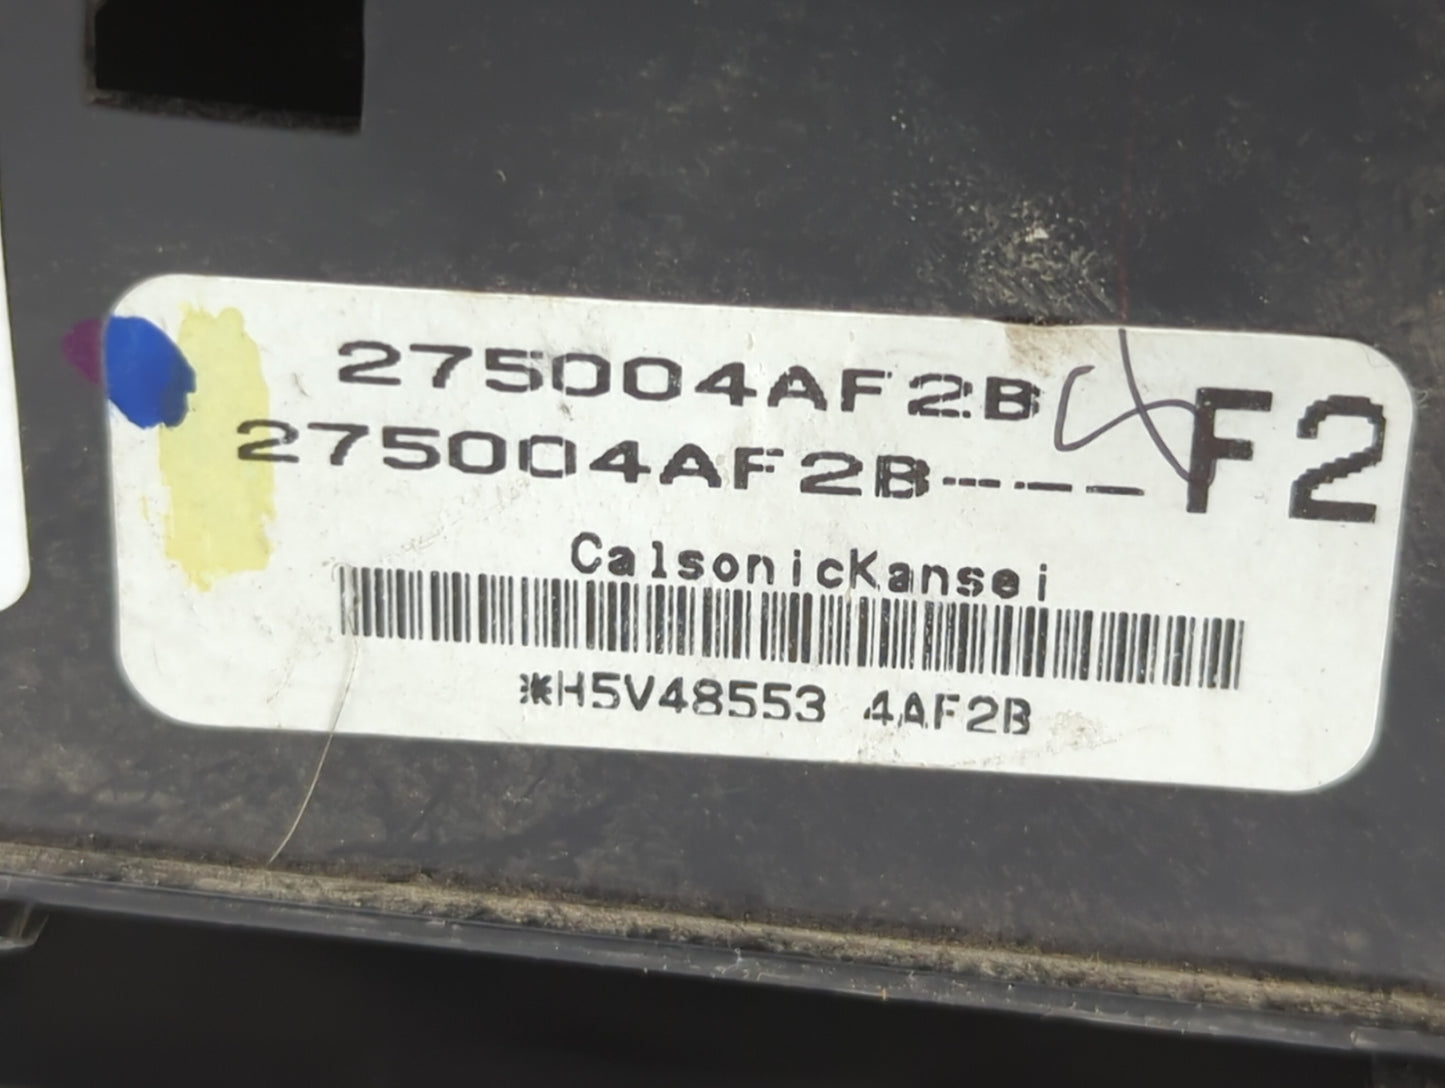 275004AF2B
275004AF2B---- F2
CalsonicKansei
*H5V48553 4AF2B